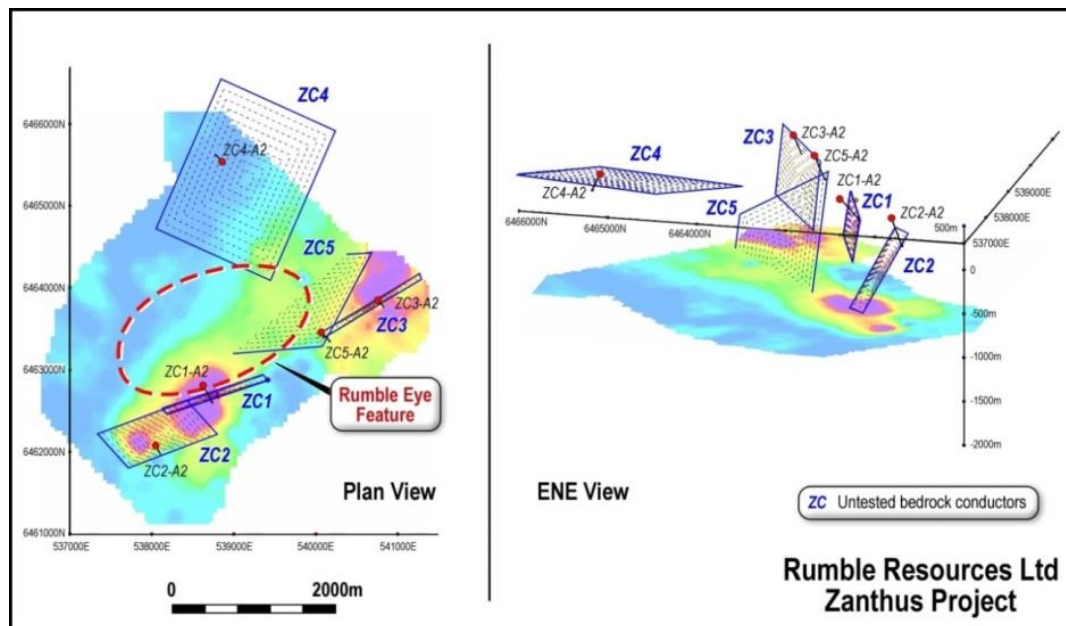 ZC4
6466000N
ZC4-A2
6465000N
ZC5
6464000N
ZC3-A2
ZC3
ZC5-A2
6463000N
ZC1-A2
ZC1
Rumble Eye
Feature
ZC2
6462000N
ZC2-A2
Plan View
6461000N
537000E
538000E
539000E
540000E
541000E
0
2000m
ZC3
ZC3-A2
ZC5-A2
ZC4
ZC4-A2
ZC1-A2
ZC1
539000E
ZC5
ZC2-A2
538000E
6466000N
6465000N
6464000N
500m
537000E
ZC2
0
-500m
-1000m
-1500m
-2000m
ENE View
ZC Untested bedrock conductors
Rumble Resources Ltd
Zanthus Project